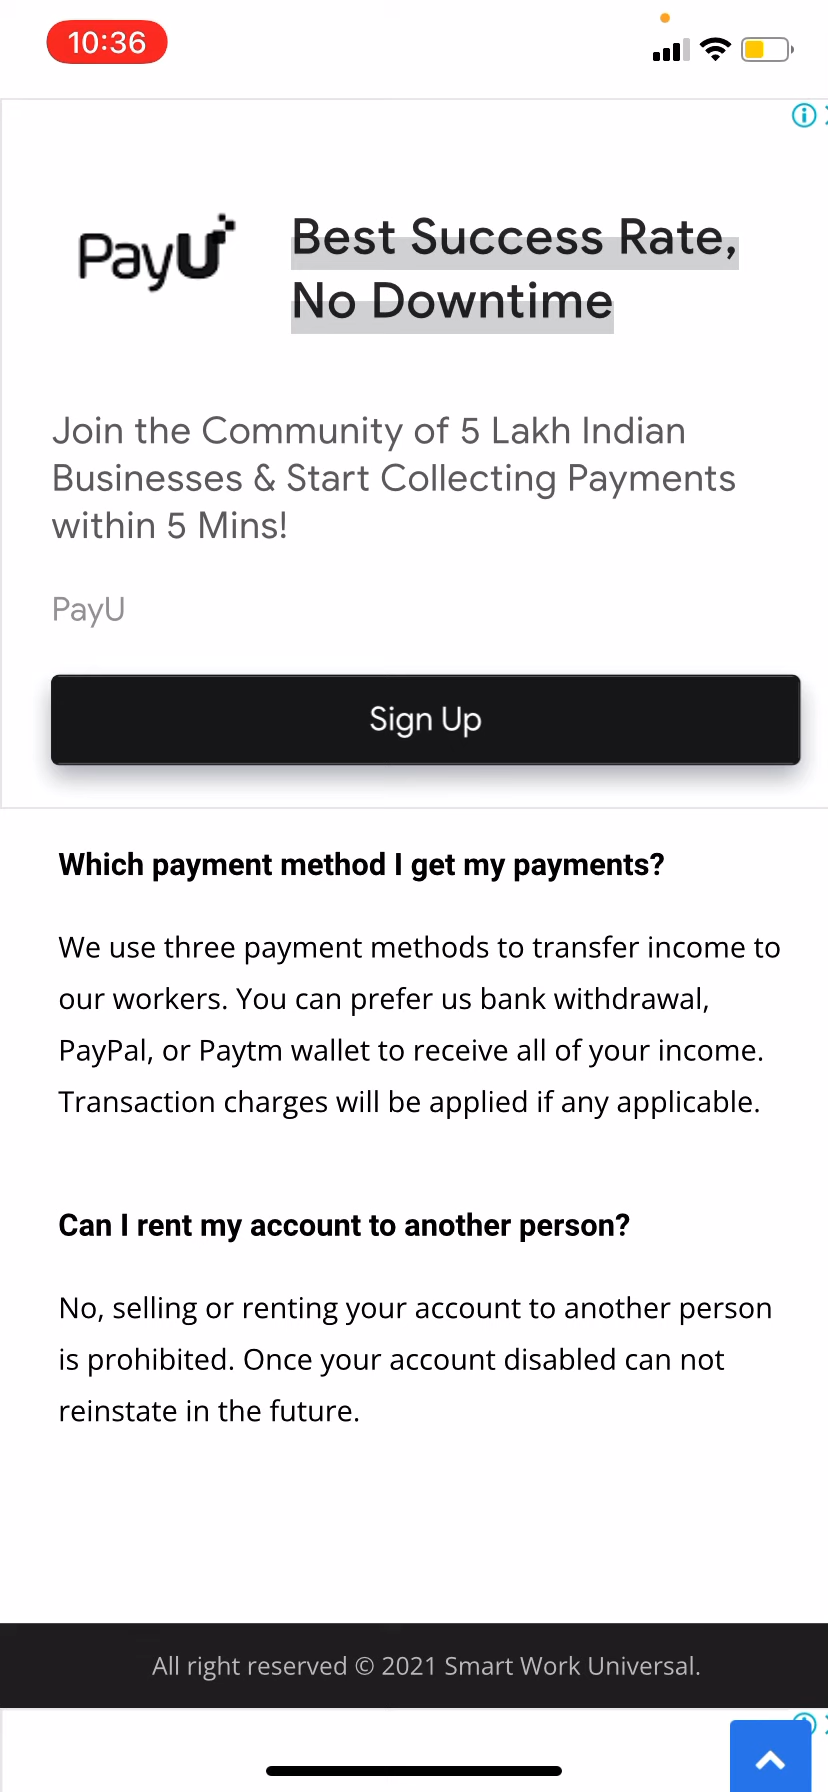 10:36
PayU
Best Success Rate,
No Downtime
Join the Community of 5 Lakh Indian
Businesses & Start Collecting Payments
within 5 Mins!
PayU
Sign Up
Which payment method I get my payments?
We use three payment methods to transfer income to
our workers. You can prefer us bank withdrawal,
PayPal, or Paytm wallet to receive all of your income.
Transaction charges will be applied if any applicable.
Can I rent my account to another person?
No, selling or renting your account to another person
is prohibited. Once your account disabled can not
reinstate in the future.
All right reserved © 2021 Smart Work Universal.